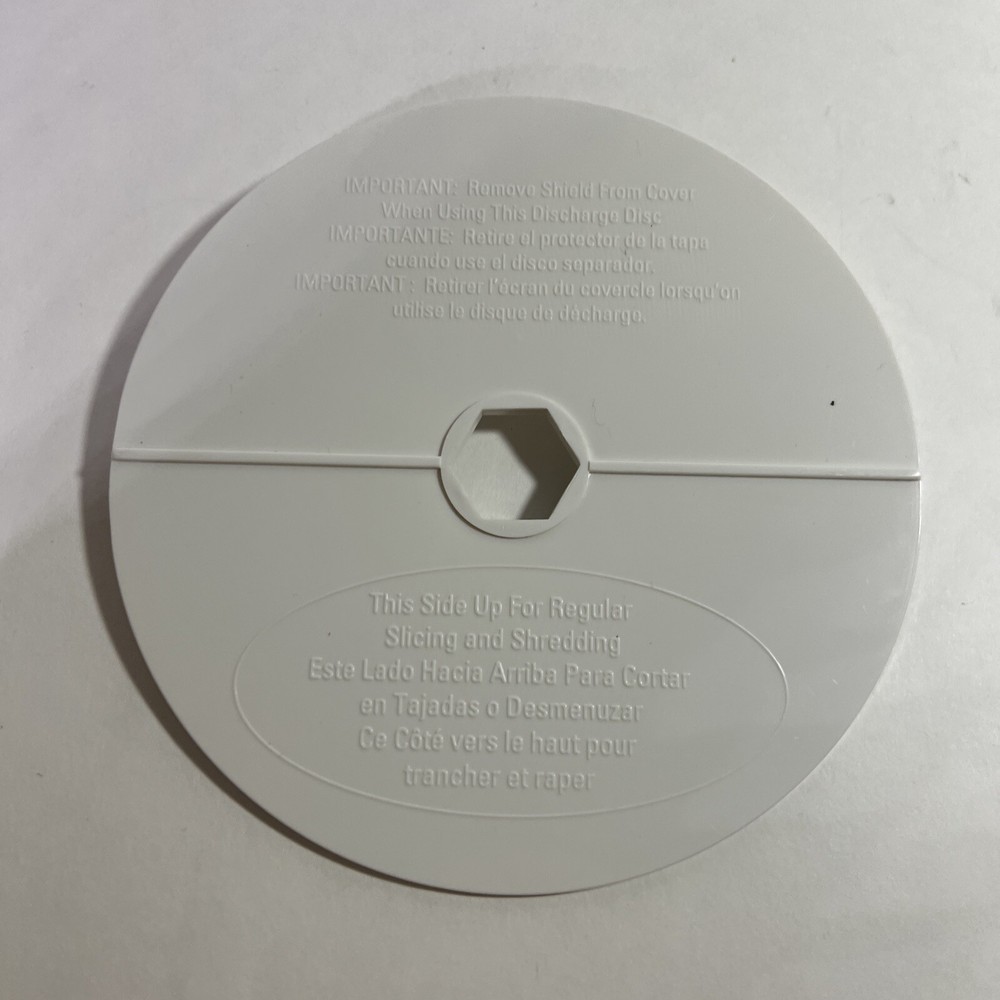 IMPORTANT: Remove Shield From Cover
When Using This Discharge Disc
IMPORTANTE: Retire el protector de la tapa
cuando use el disco separador.
IMPORTANT : Retirer l'écran du covercle lorsqu'on
utilise le disque de décharge.
This Side Up For Regular
Slicing and Shredding
Este Lado Hacia Arriba Para Cortar
en Tajadas o Desmenuzar
Ce Côté vers le haut pour
trancher et raper